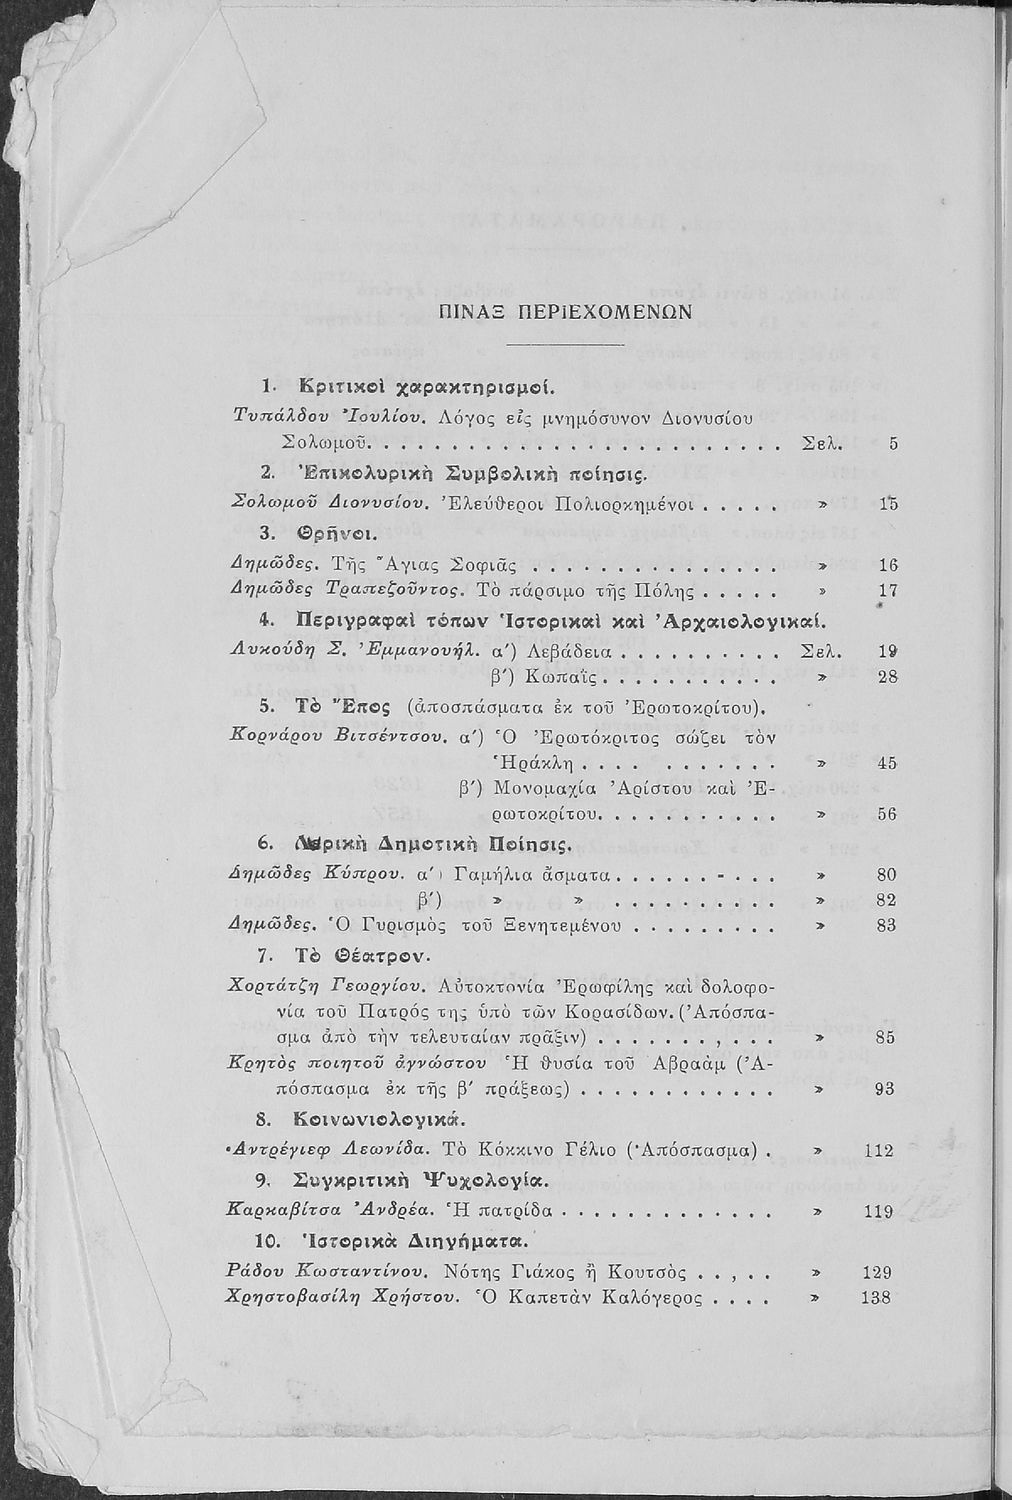 ΠΙΝΑΞ ΠΕΡΙΕΧΟΜΕΝΩΝ
1. Κριτικοὶ χαρακτηρισμοί.
Τυπάλδου Ἰουλίου. Λόγος εἰς μνημόσυνον Διονυσίου
Σολωμοῦ. . . . . . . . . . . . . . . . . . . . . . . . . Σελ. 5
2. Ἐπικολυρικὴ Συμβολικὴ ποίησις.
Σολωμοῦ Διονυσίου. Ἐλεύθεροι Πολιορκημένοι . . . . . » 15
3. Θρῆνοι.
Δημῶδες. Τῆς Ἅγιας Σοφιᾶς . . . . . . . . . . . . . . . » 16
Δημῶδες Τραπεζοῦντος. Τὸ πάρσιμο τῆς Πόλης . . . . . » 17
4. Περιγραφαὶ τόπων Ἱστορικαὶ καὶ Ἀρχαιολογικαί.
Λυκούδη Σ. Ἐμμανουήλ. α΄) Λεβάδεια . . . . . . . . . . Σελ. 19
β΄) Κωπαΐς . . . . . . . . . . . » 28
5. Τὸ Ἔπος (ἀποσπάσματα ἐκ τοῦ Ἐρωτοκρίτου).
Κορνάρου Βιτσέντσου. α΄) Ὁ Ἐρωτόκριτος σώζει τὸν
Ἡράκλη . . . . . . . . . . . » 45
β΄) Μονομαχία Ἀρίστου καὶ Ἐ-
ρωτοκρίτου. . . . . . . . . . . » 56
6. Λυρικὴ Δημοτικὴ Ποίησις.
Δημῶδες Κύπρου. α΄) Γαμήλια ᾄσματα . . . . . . - . . . » 80
β΄) » » . . . . . . . . . . » 82
Δημῶδες. Ὁ Γυρισμὸς τοῦ Ξενητεμένου . . . . . . . . . » 83
7. Τὸ Θέατρον.
Χορτάτζη Γεωργίου. Αὐτοκτονία Ἐρωφίλης καὶ δολοφο-
νία τοῦ Πατρός της ὑπὸ τῶν Κορασίδων. (Ἀπόσπα-
σμα ἀπὸ τὴν τελευταίαν πρᾶξιν) . . . . . . . , . . . » 85
Κρητὸς ποιητοῦ ἀγνώστου Ἡ θυσία τοῦ Ἀβραὰμ (Ἀ-
πόσπασμα ἐκ τῆς β΄ πράξεως) . . . . . . . . . . . . » 93
8. Κοινωνιολογικά.
Ἀντρέγιεφ Λεωνίδα. Τὸ Κόκκινο Γέλιο (Ἀπόσπασμα) . » 112
9. Συγκριτικὴ Ψυχολογία.
Καρκαβίτσα Ἀνδρέα. Ἡ πατρίδα . . . . . . . . . . . . . » 119
10. Ἱστορικὰ Διηγήματα.
Ράδου Κωσταντίνου. Νότης Γιάκος ἢ Κουτσὸς . . , . . » 129
Χρηστοβασίλη Χρήστου. Ὁ Καπετὰν Καλόγερος . . . . » 138